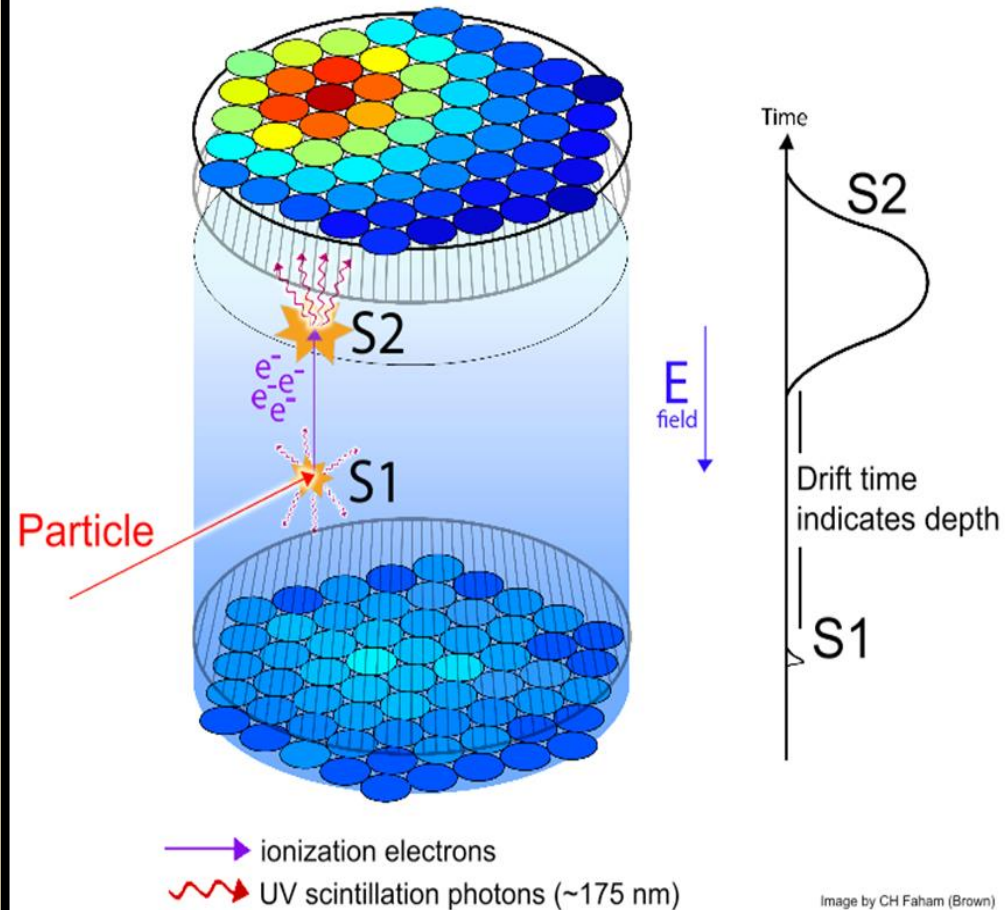 Time
S2
S2
e-
e-
e-
e-
E
field
S1
Particle
Drift time
indicates depth
S1
ionization electrons
UV scintillation photons (~175 nm)
Image by CH Faham (Brown)